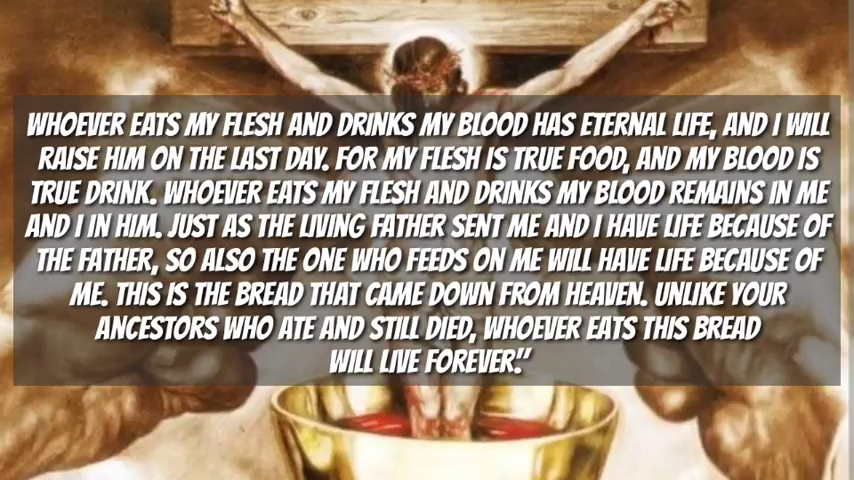 WHOEVER EATS MY FLESH AND DRINKS MY BLOOD HAS ETERNAL LIFE, AND I WILL
RAISE HIM ON THE LAST DAY. FOR MY FLESH IS TRUE FOOD, AND MY BLOOD IS
TRUE DRINK. WHOEVER EATS MY FLESH AND DRINKS MY BLOOD REMAINS IN ME
AND I IN HIM. JUST AS THE LIVING FATHER SENT ME AND I HAVE LIFE BECAUSE OF
THE FATHER, SO ALSO THE ONE WHO FEEDS ON ME WILL HAVE LIFE BECAUSE OF
ME. THIS IS THE BREAD THAT CAME DOWN FROM HEAVEN. UNLIKE YOUR
ANCESTORS WHO ATE AND STILL DIED, WHOEVER EATS THIS BREAD
WILL LIVE FOREVER."